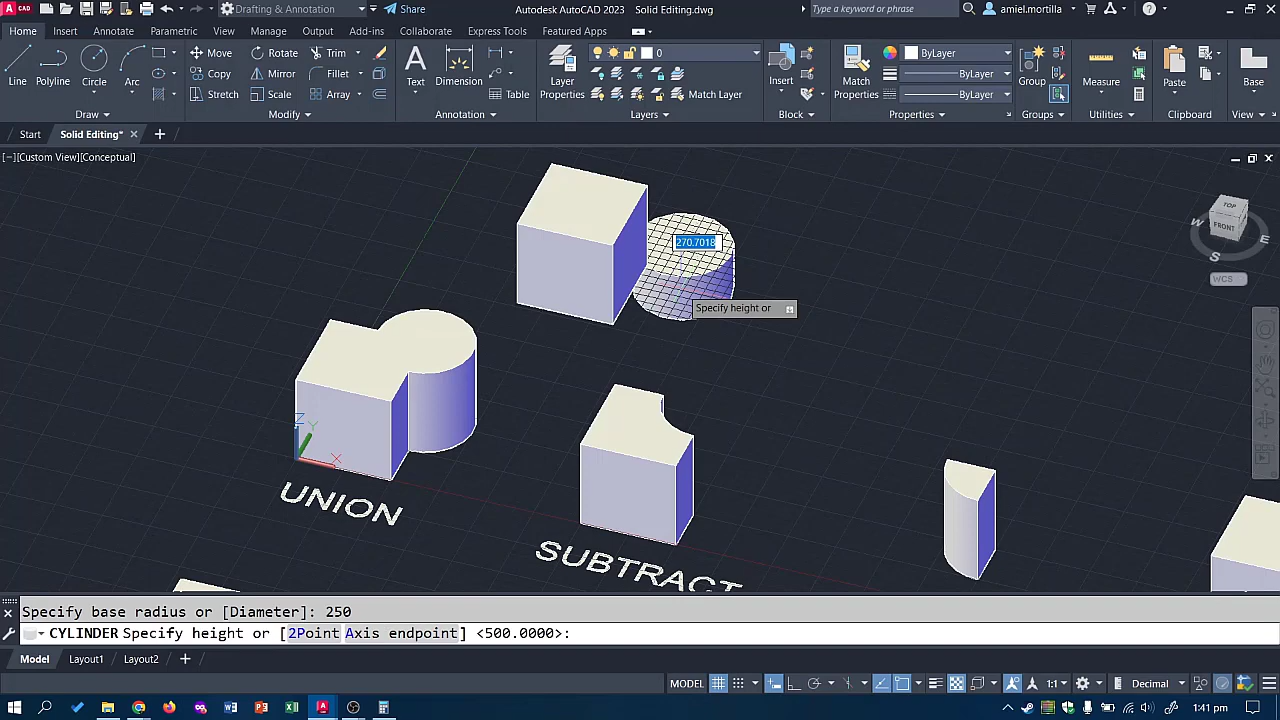 CAD
Drafting & Annotation
Share
Autodesk AutoCAD 2023 Solid Editing.dwg
Type a keyword or phrase
amiel.mortilla
Home Insert Annotate Parametric View Manage Output Add-ins Collaborate Express Tools Featured Apps
Line
Polyline
Circle
Arc
Move
Rotate
Trim
Copy
Mirror
Fillet
Stretch
Scale
Array
Text
Dimension
Table
Layer
Properties
0
Match Layer
Insert
Match
Properties
ByLayer
ByLayer
ByLayer
Group
Measure
Paste
Base
Draw
Modify
Annotation
Layers
Block
Properties
Groups
Utilities
Clipboard
View
Start
Solid Editing*
[−][Custom View][Conceptual]
TOP
FRONT
W
S
E
WCS
270.7018
Specify height or
Z
Y
X
UNION
SUBTRACT
Specify base radius or [Diameter]: 250
CYLINDER Specify height or [2Point Axis endpoint] <500.0000>:
Model Layout1 Layout2
MODEL
1:1
Decimal
1:41 pm